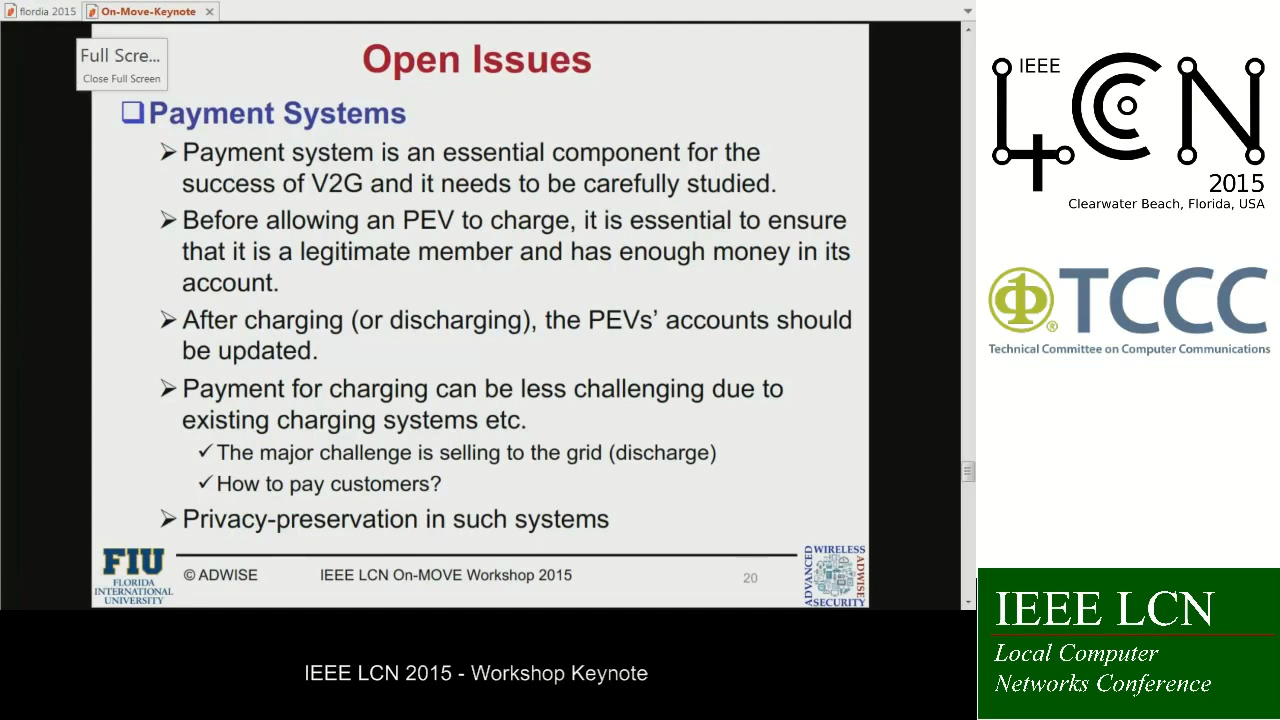 flordia 2015
On-Move-Keynote
Full Scre...
Close Full Screen
Open Issues
Payment Systems
Payment system is an essential component for the
success of V2G and it needs to be carefully studied.
Before allowing an PEV to charge, it is essential to ensure
that it is a legitimate member and has enough money in its
account.
After charging (or discharging), the PEVs' accounts should
be updated.
Payment for charging can be less challenging due to
existing charging systems etc.
The major challenge is selling to the grid (discharge)
How to pay customers?
Privacy-preservation in such systems
FIU
FLORIDA
INTERNATIONAL
UNIVERSITY
© ADWISE
IEEE LCN On-MOVE Workshop 2015
20
ADVANCED
WIRELESS
ADWISE
SECURITY
IEEE LCN 2015 - Workshop Keynote
IEEE
LCN
2015
Clearwater Beach, Florida, USA
TCCC
Technical Committee on Computer Communications
IEEE LCN
Local Computer
Networks Conference